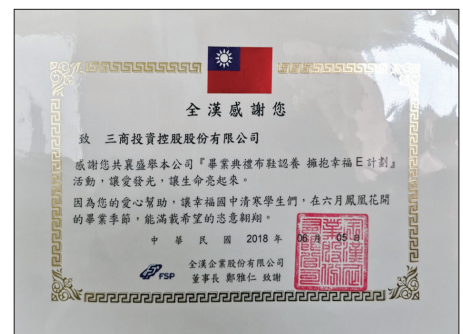 全漢感謝您
致 三商投資控股股份有限公司
感謝您共襄盛舉本公司『畢業典禮布鞋認養 擁抱幸福E計劃』
活動，讓愛發光，讓生命亮起來。
因為您的愛心幫助，讓幸福國中清寒學生們，在六月鳳凰花開
的畢業季節，能滿載希望的恣意翱翔。
中 華 民 國 2018 年 06 月 05 日
FSP 全漢企業股份有限公司
董事長 鄭雅仁 致謝